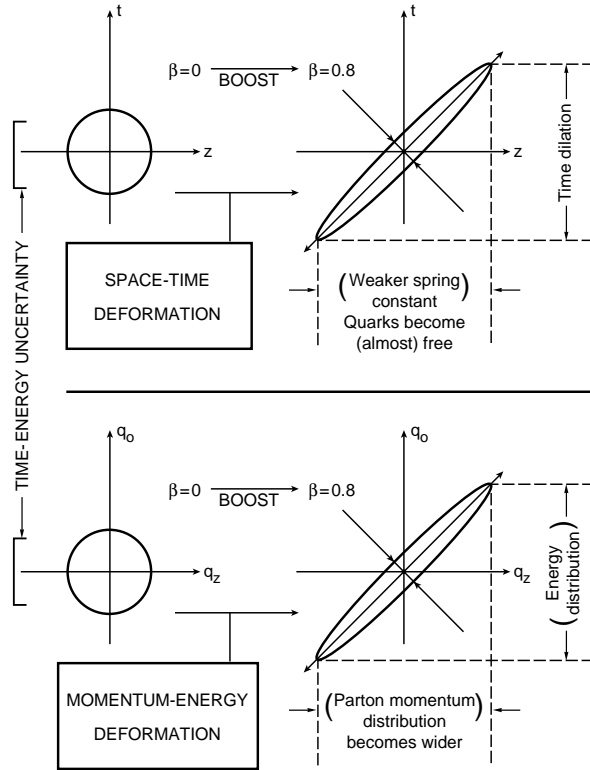 t
t
β=0
BOOST
β=0.8
z
z
Time dilation
SPACE-TIME
DEFORMATION
(Weaker spring)
constant
Quarks become
(almost) free
TIME-ENERGY UNCERTAINTY
qo
qo
β=0
BOOST
β=0.8
qz
qz
(Energy
distribution)
MOMENTUM-ENERGY
DEFORMATION
(Parton momentum)
distribution
becomes wider